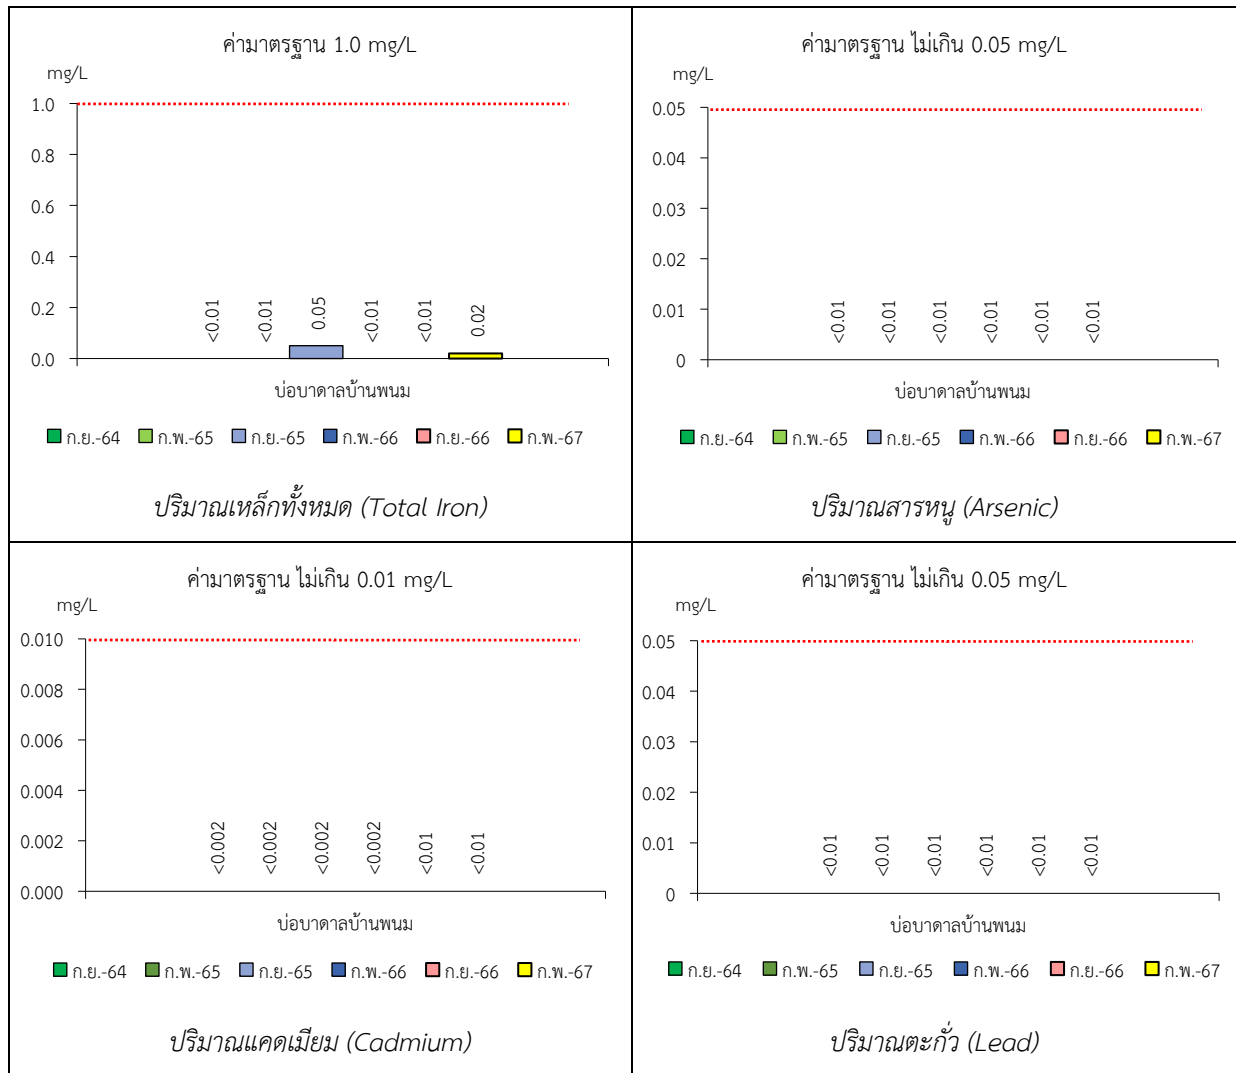 ค่ามาตรฐาน 1.0 mg/L
mg/L
1.0
0.8
0.6
0.4
0.2
0.0
<0.01 <0.01 0.05 <0.01 <0.01 0.02
บ่อบาดาลบ้านพนม
ก.ย.-64 ก.พ.-65 ก.ย.-65 ก.พ.-66 ก.ย.-66 ก.พ.-67
ปริมาณเหล็กทั้งหมด (Total Iron)
ค่ามาตรฐาน ไม่เกิน 0.05 mg/L
mg/L
0.05
0.04
0.03
0.02
0.01
0
<0.01 <0.01 <0.01 <0.01 <0.01 <0.01
บ่อบาดาลบ้านพนม
ก.ย.-64 ก.พ.-65 ก.ย.-65 ก.พ.-66 ก.ย.-66 ก.พ.-67
ปริมาณสารหนู (Arsenic)
ค่ามาตรฐาน ไม่เกิน 0.01 mg/L
mg/L
0.010
0.008
0.006
0.004
0.002
0.000
<0.002 <0.002 <0.002 <0.002 <0.01 <0.01
บ่อบาดาลบ้านพนม
ก.ย.-64 ก.พ.-65 ก.ย.-65 ก.พ.-66 ก.ย.-66 ก.พ.-67
ปริมาณแคดเมียม (Cadmium)
ค่ามาตรฐาน ไม่เกิน 0.05 mg/L
mg/L
0.05
0.04
0.03
0.02
0.01
0
<0.01 <0.01 <0.01 <0.01 <0.01 <0.01
บ่อบาดาลบ้านพนม
ก.ย.-64 ก.พ.-65 ก.ย.-65 ก.พ.-66 ก.ย.-66 ก.พ.-67
ปริมาณตะกั่ว (Lead)